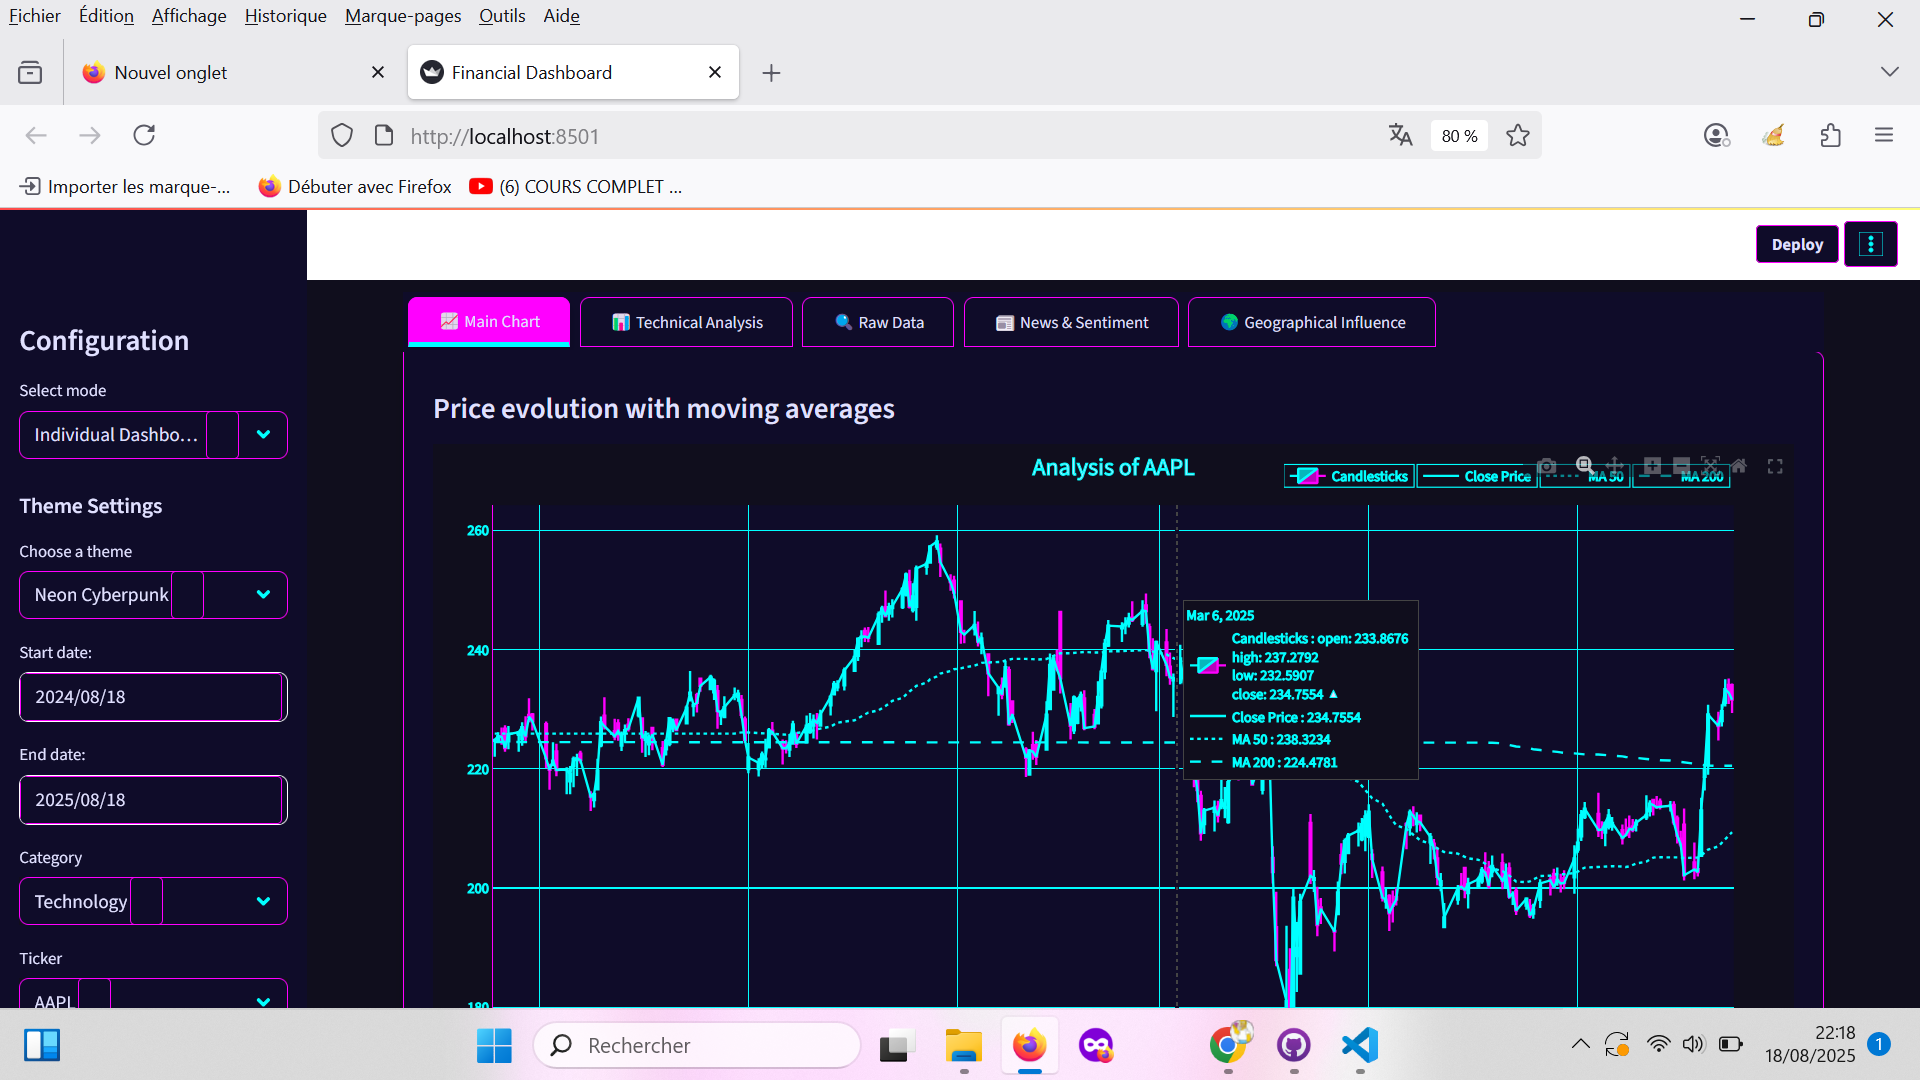 Fichier Édition Affichage Historique Marque-pages Outils Aide
Nouvel onglet
Financial Dashboard
http://localhost:8501
80 %
Importer les marque-...
Débuter avec Firefox
(6) COURS COMPLET ...
Deploy
Configuration
Select mode
Individual Dashbo...
Theme Settings
Choose a theme
Neon Cyberpunk
Start date:
2024/08/18
End date:
2025/08/18
Category
Technology
Ticker
AAPL
Main Chart
Technical Analysis
Raw Data
News & Sentiment
Geographical Influence
Price evolution with moving averages
Analysis of AAPL
Candlesticks
Close Price
MA 50
MA 200
260
240
220
200
180
Mar 6, 2025
Candlesticks : open: 233.8676
high: 237.2792
low: 232.5907
close: 234.7554 ▲
Close Price : 234.7554
MA 50 : 238.3234
MA 200 : 224.4781
Rechercher
22:18
18/08/2025
1